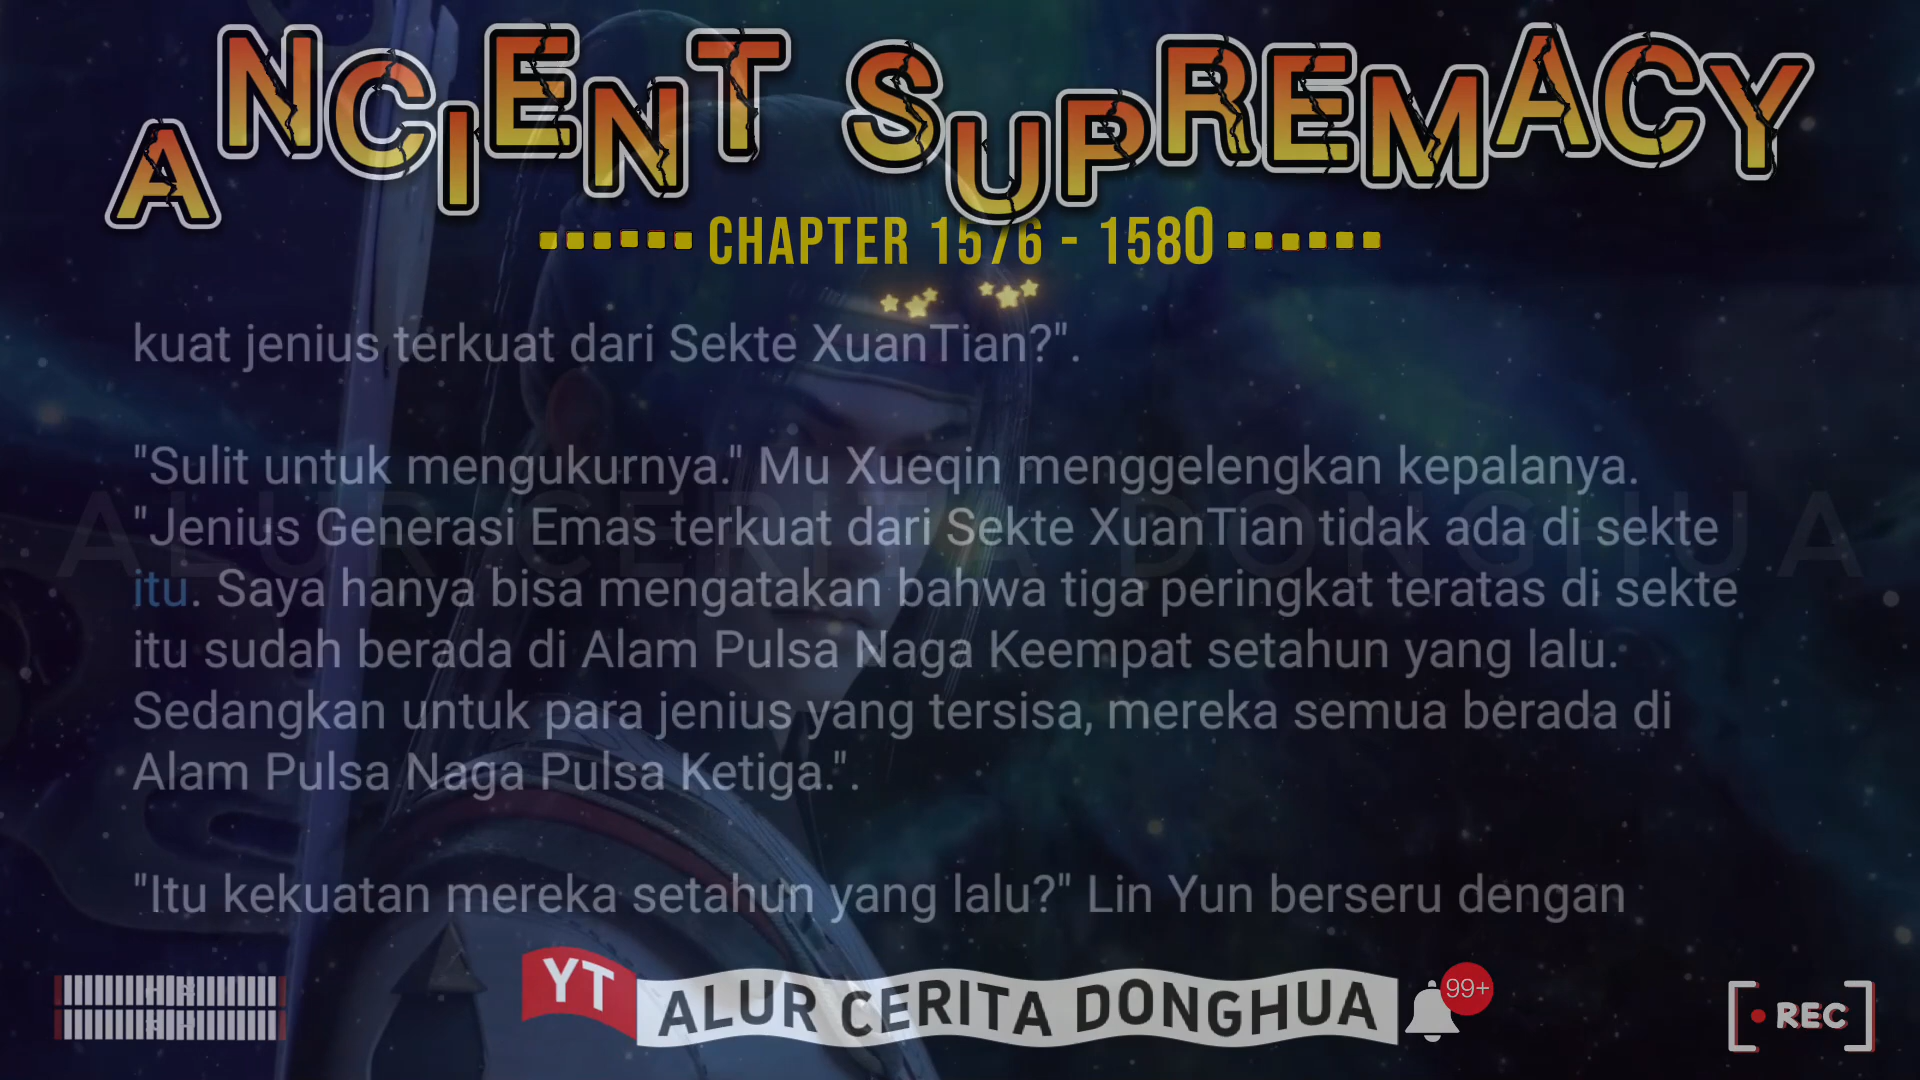 ANCIENT SUPREMACY
CHAPTER 1576 - 1580
kuat jenius terkuat dari Sekte XuanTian?".
"Sulit untuk mengukurnya." Mu Xueqin menggelengkan kepalanya.
"Jenius Generasi Emas terkuat dari Sekte XuanTian tidak ada di sekte
ALUR CERITA DONGHUA
itu. Saya hanya bisa mengatakan bahwa tiga peringkat teratas di sekte
itu sudah berada di Alam Pulsa Naga Keempat setahun yang lalu.
Sedangkan untuk para jenius yang tersisa, mereka semua berada di
Alam Pulsa Naga Pulsa Ketiga.".
"Itu kekuatan mereka setahun yang lalu?" Lin Yun berseru dengan
YT ALUR CERITA DONGHUA 99+
REC